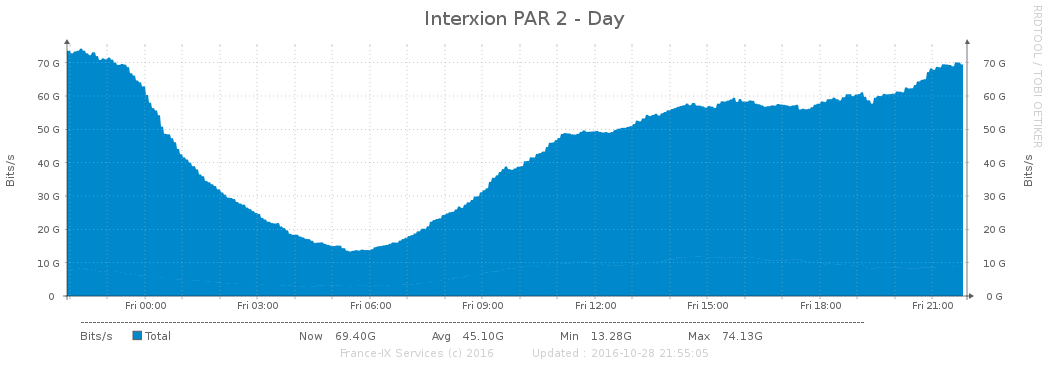 Interxion PAR 2 - Day
RRDTOOL / TOBI OETIKER
Bits/s
70 G 70 G
60 G 60 G
50 G 50 G
40 G 40 G
30 G 30 G
20 G 20 G
10 G 10 G
0 0 G
Bits/s
Fri 00:00 Fri 03:00 Fri 06:00 Fri 09:00 Fri 12:00 Fri 15:00 Fri 18:00 Fri 21:00
Bits/s Total Now 69.40G Avg 45.10G Min 13.28G Max 74.13G
France-IX Services (c) 2016 Updated : 2016-10-28 21:55:05